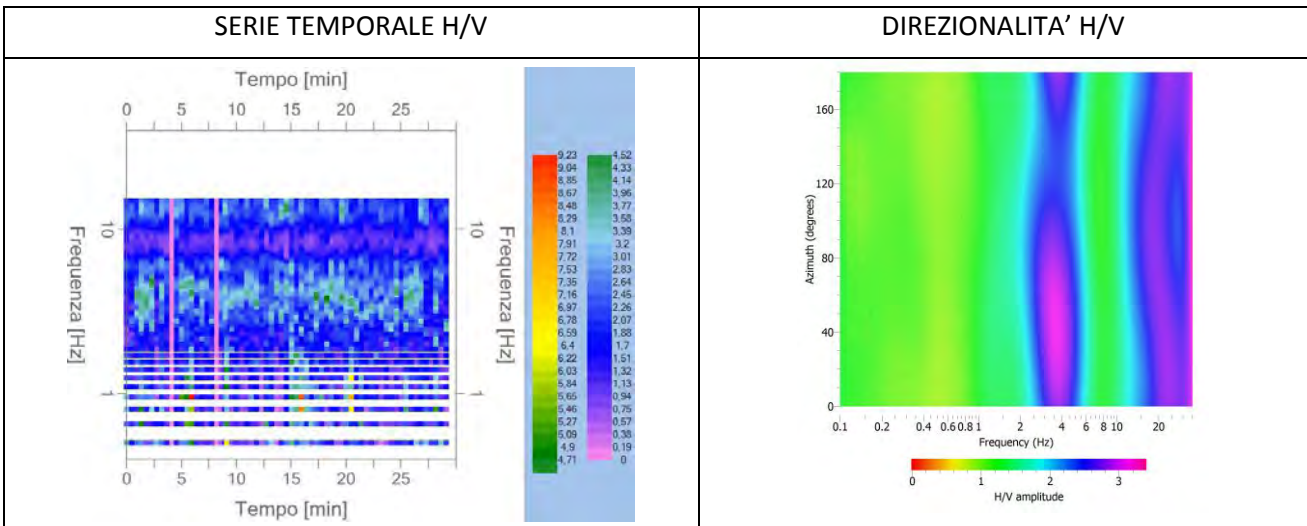 SERIE TEMPORALE H/V
DIREZIONALITA’ H/V
Tempo [min]
0 5 10 15 20 25
Frequenza [Hz]
10
1
10
1
Frequenza [Hz]
0 5 10 15 20 25
Tempo [min]
9,23 4,52
9,04 4,33
8,85 4,14
8,67 3,96
8,48 3,77
8,29 3,58
8,1 3,39
7,91 3,2
7,72 3,01
7,53 2,83
7,35 2,64
7,16 2,45
6,97 2,26
6,78 2,07
6,59 1,88
6,4 1,7
6,22 1,51
6,03 1,32
5,84 1,13
5,65 0,94
5,46 0,75
5,27 0,57
5,09 0,38
4,9 0,19
4,71 0
Azimuth (degrees)
160
120
80
40
0
0.1 0.2 0.4 0.6 0.8 1 2 4 6 8 10 20
Frequency (Hz)
0 1 2 3
H/V amplitude